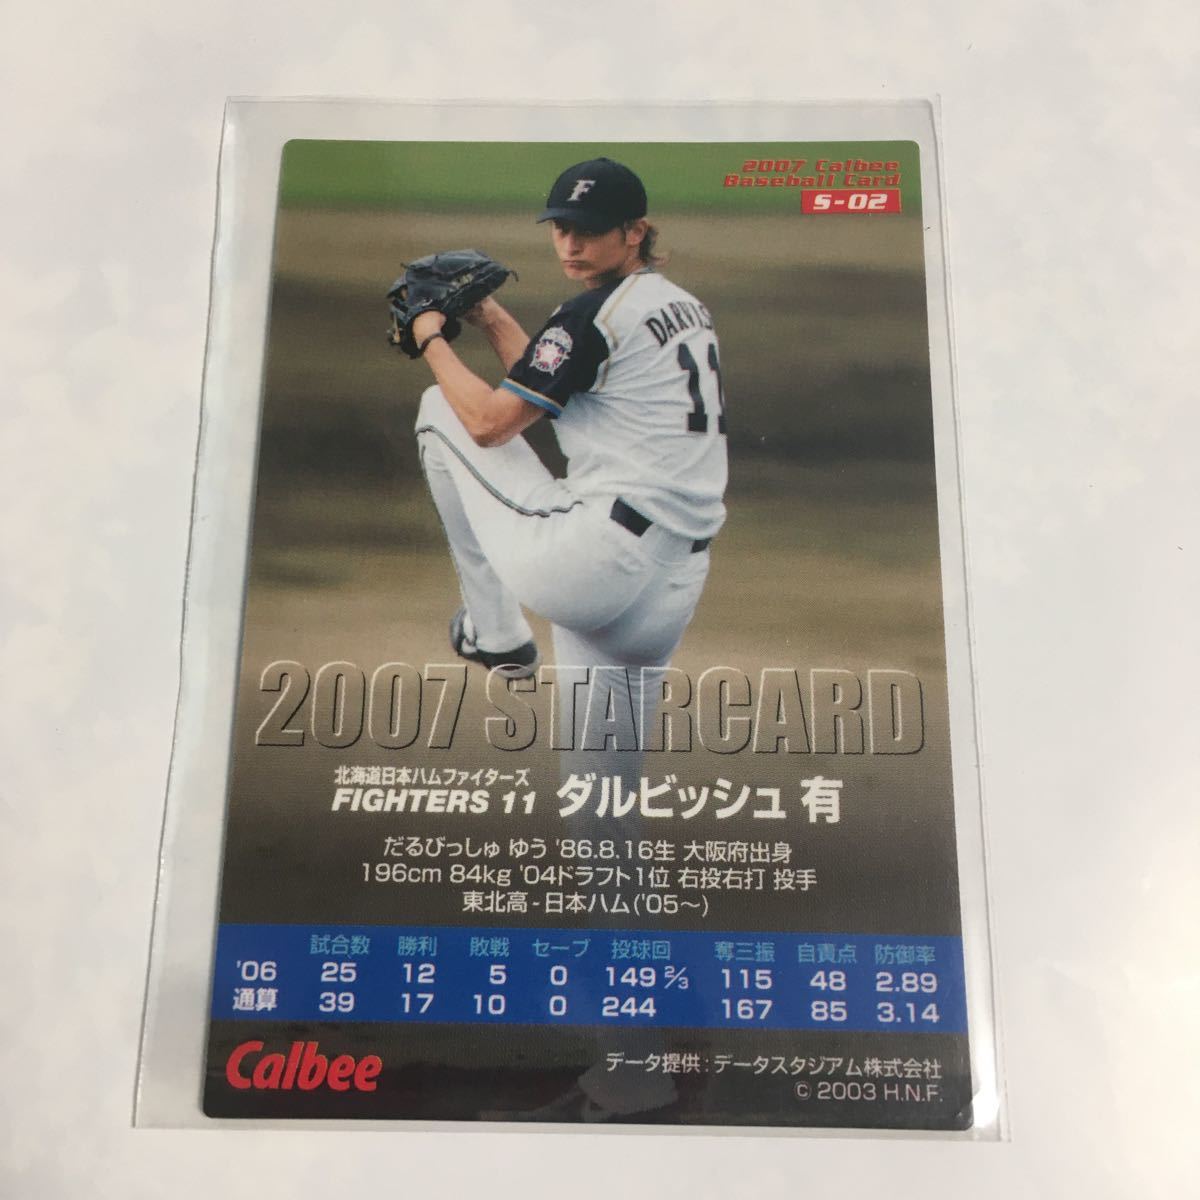 2007 Calbee
Baseball Card
S-02
F
DARVIS
11
2007 STARCARD
北海道日本ハムファイターズ
FIGHTERS 11 ダルビッシュ 有
だるびっしゅ ゆう '86.8.16生 大阪府出身
196cm 84kg '04ドラフト1位 右投右打 投手
東北高-日本ハム('05〜)
試合数 勝利 敗戦 セーブ 投球回 奪三振 自責点 防御率
'06 25 12 5 0 149 2/3 115 48 2.89
通算 39 17 10 0 244 167 85 3.14
Calbee
データ提供:データスタジアム株式会社
© 2003 H.N.F.